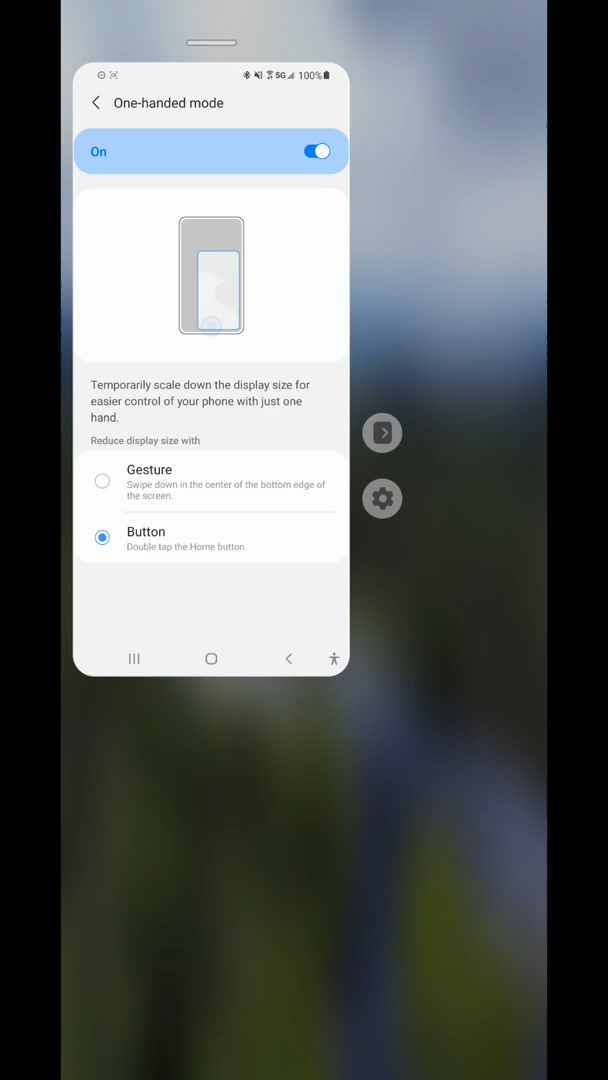 5G 100%
One-handed mode
On
Temporarily scale down the display size for
easier control of your phone with just one
hand.
Reduce display size with
Gesture
Swipe down in the center of the bottom edge of
the screen.
Button
Double tap the Home button.